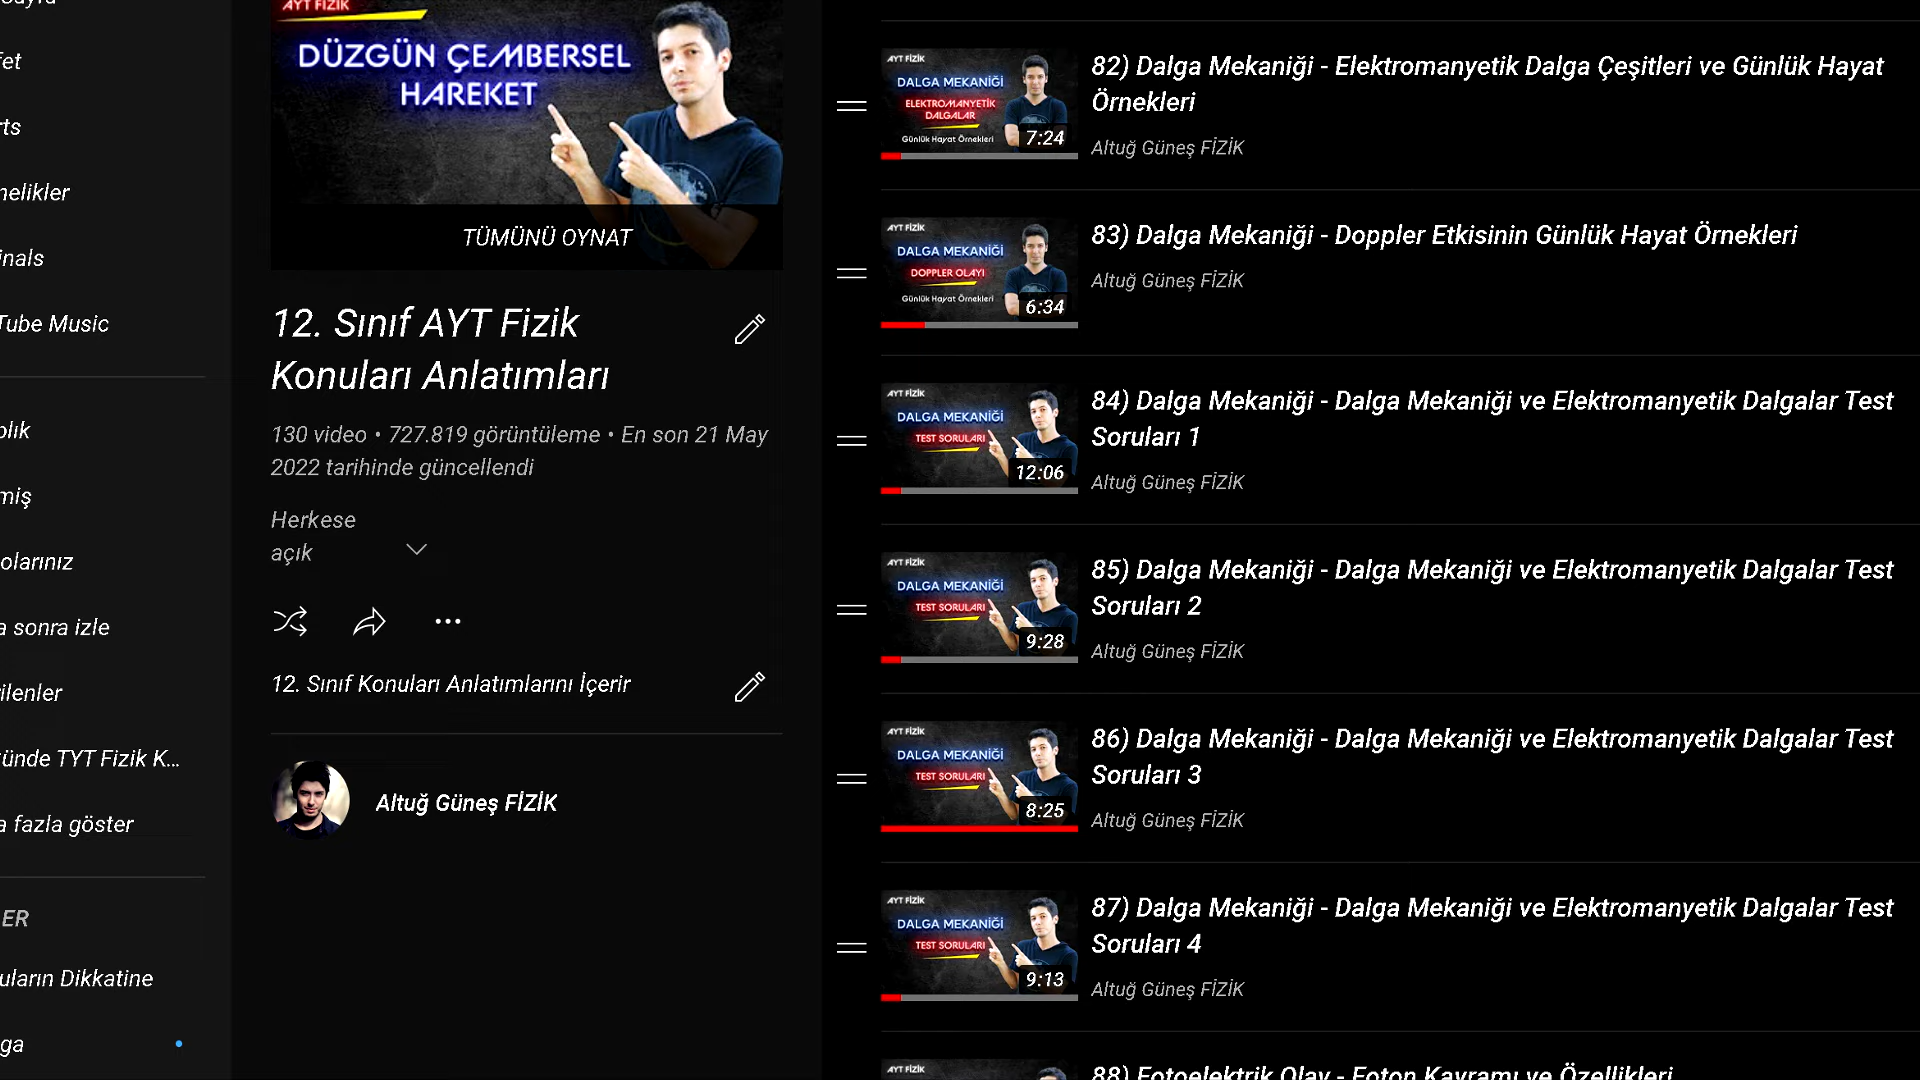 fet
rts
nelikler
inals
Tube Music
olarınız
a sonra izle
ilenler
ünde TYT Fizik K...
a fazla göster
ER
uların Dikkatine
ga
AYT FİZİK
DÜZGÜN ÇEMBERSEL
HAREKET
TÜMÜNÜ OYNAT
12. Sınıf AYT Fizik
Konuları Anlatımları
130 video • 727.819 görüntüleme • En son 21 May
2022 tarihinde güncellendi
Herkese
açık
12. Sınıf Konuları Anlatımlarını İçerir
Altuğ Güneş FİZİK
AYT FİZİK
DALGA MEKANİĞİ
ELEKTROMANYETİK
DALGALAR
Günlük Hayat Örnekleri
7:24
82) Dalga Mekaniği - Elektromanyetik Dalga Çeşitleri ve Günlük Hayat
Örnekleri
Altuğ Güneş FİZİK
AYT FİZİK
DALGA MEKANİĞİ
DOPPLER OLAYI
Günlük Hayat Örnekleri
6:34
83) Dalga Mekaniği - Doppler Etkisinin Günlük Hayat Örnekleri
Altuğ Güneş FİZİK
AYT FİZİK
DALGA MEKANİĞİ
TEST SORULARI
12:06
84) Dalga Mekaniği - Dalga Mekaniği ve Elektromanyetik Dalgalar Test
Soruları 1
Altuğ Güneş FİZİK
AYT FİZİK
DALGA MEKANİĞİ
TEST SORULARI
9:28
85) Dalga Mekaniği - Dalga Mekaniği ve Elektromanyetik Dalgalar Test
Soruları 2
Altuğ Güneş FİZİK
AYT FİZİK
DALGA MEKANİĞİ
TEST SORULARI
8:25
86) Dalga Mekaniği - Dalga Mekaniği ve Elektromanyetik Dalgalar Test
Soruları 3
Altuğ Güneş FİZİK
AYT FİZİK
DALGA MEKANİĞİ
TEST SORULARI
9:13
87) Dalga Mekaniği - Dalga Mekaniği ve Elektromanyetik Dalgalar Test
Soruları 4
Altuğ Güneş FİZİK
AYT FİZİK
88) Fotoelektrik Olay - Foton Kavramı ve Özellikleri